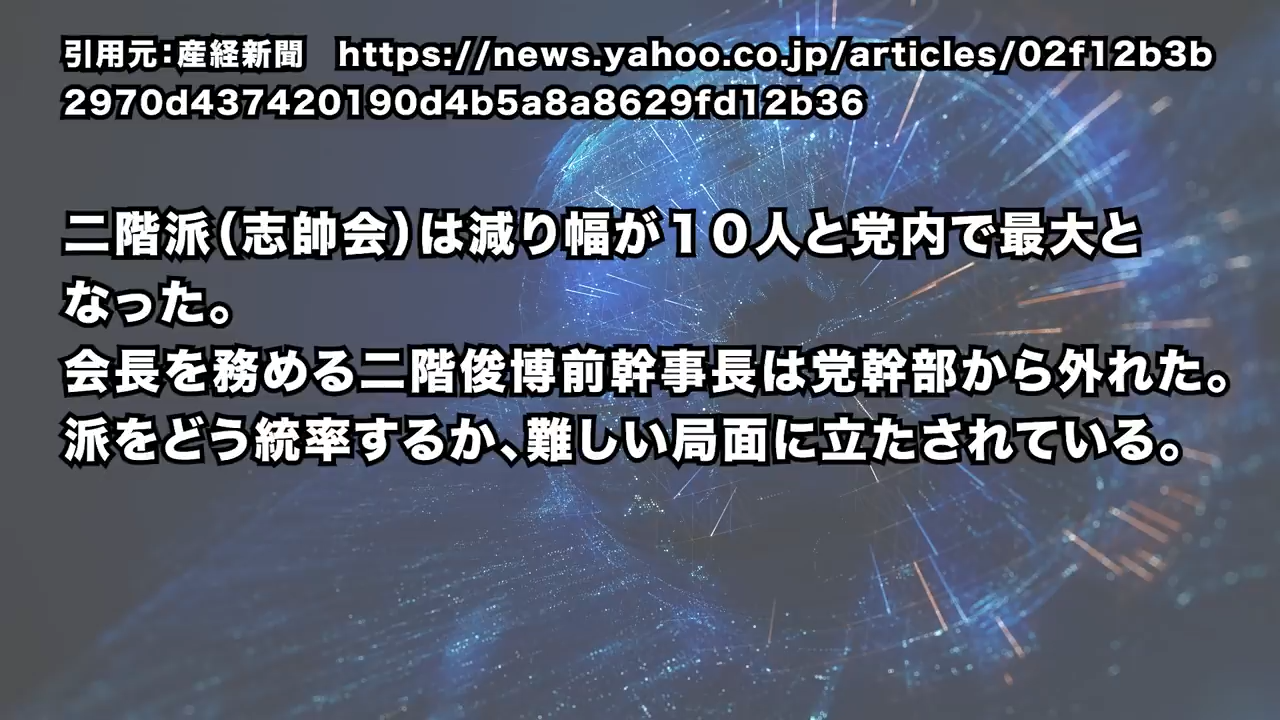 引用元：産経新聞　https://news.yahoo.co.jp/articles/02f12b3b
2970d437420190d4b5a8a8629fd12b36
二階派（志帥会）は減り幅が１０人と党内で最大と
なった。
会長を務める二階俊博前幹事長は党幹部から外れた。
派をどう統率するか、難しい局面に立たされている。